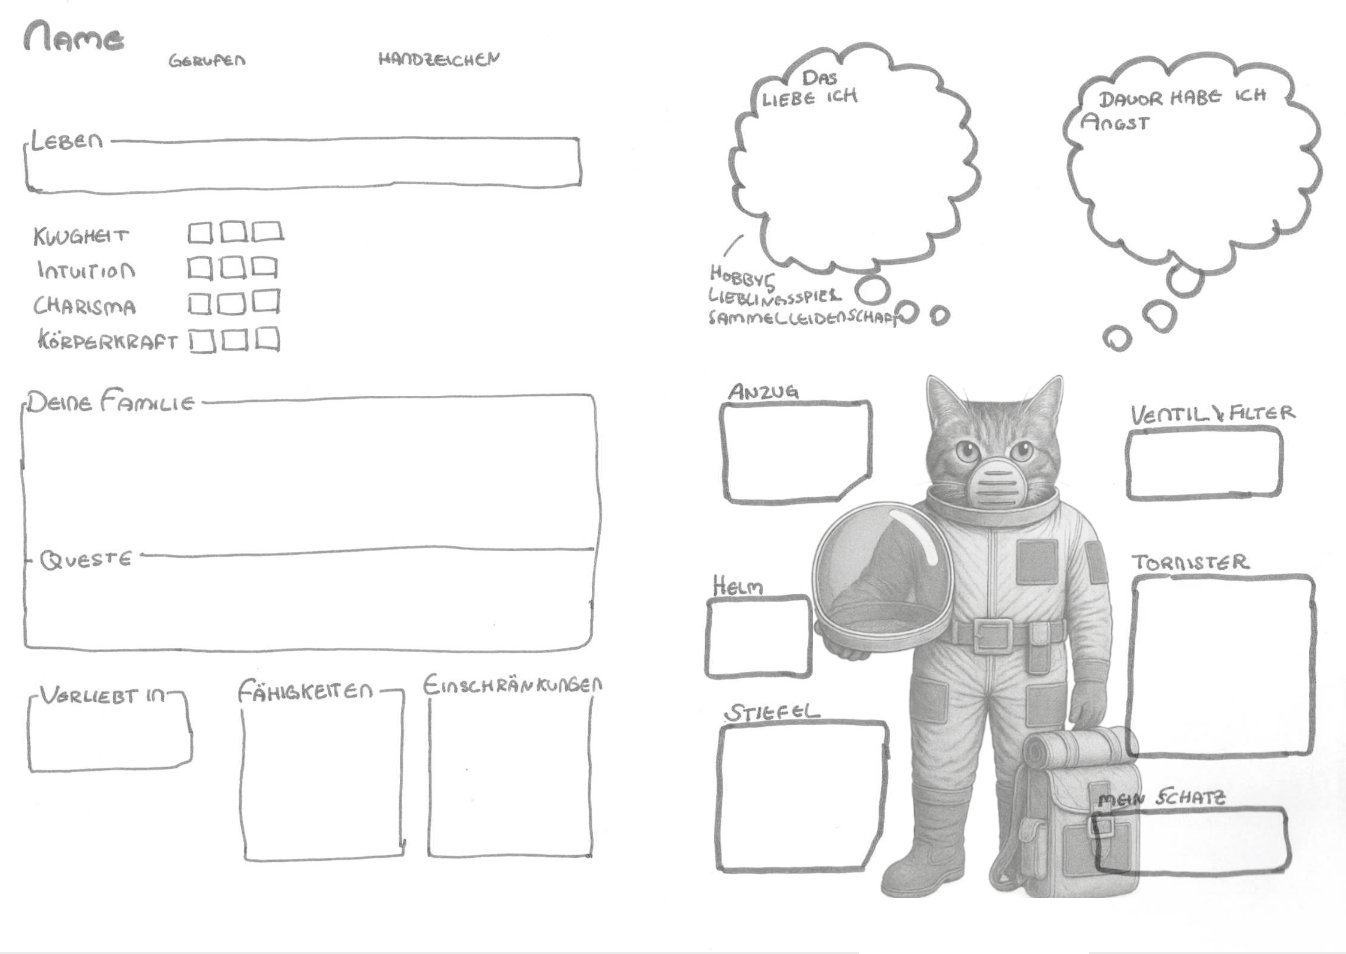 NAME
GERUFEN
HANDZEICHEN
LEBEN
KLUGHEIT
INTUITION
CHARISMA
KÖRPERKRAFT
DEINE FAMILIE
QUESTE
VERLIEBT IN
FÄHIGKEITEN
EINSCHRÄNKUNGEN
DAS
LIEBE ICH
HOBBYS
LIEBLINGSSPIEL
SAMMELLEIDENSCHAFT
DAVOR HABE ICH
ANGST
ANZUG
VENTIL & FILTER
HELM
TORNISTER
STIEFEL
MEIN SCHATZ